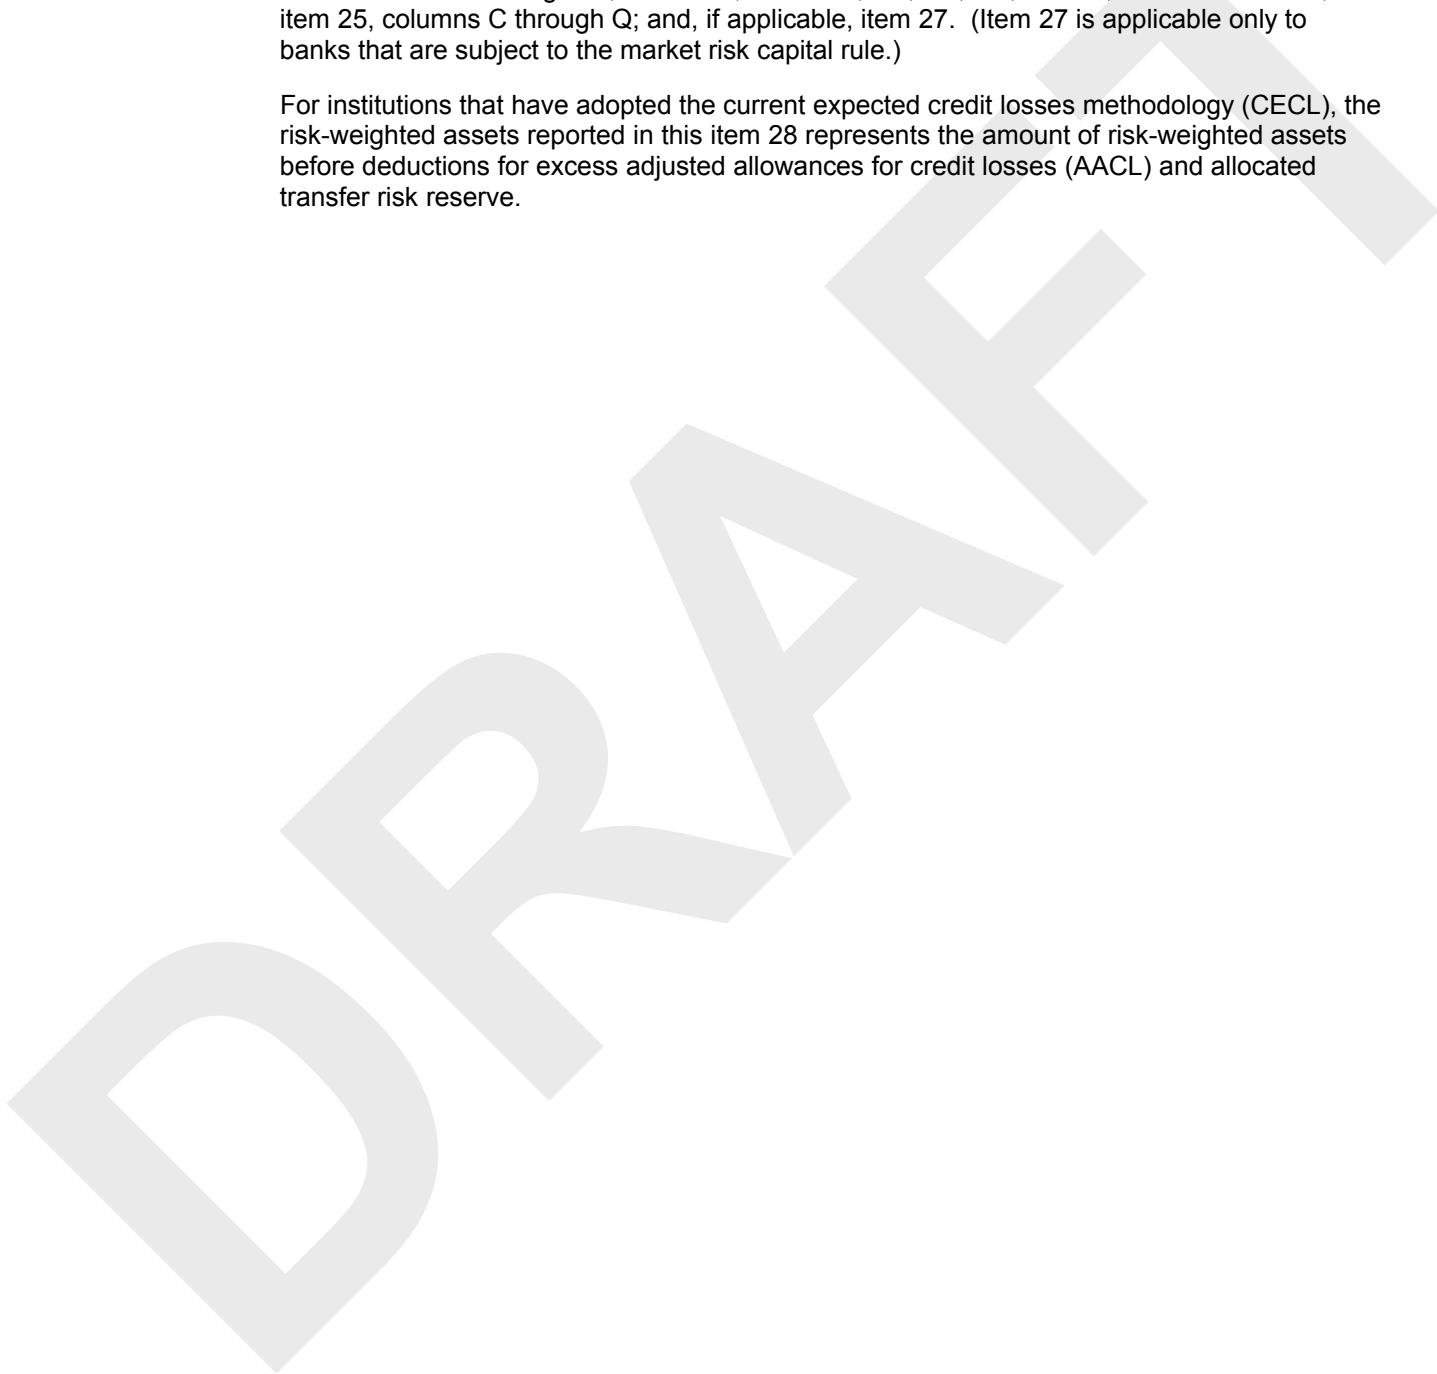 item 25, columns C through Q; and, if applicable, item 27.  (Item 27 is applicable only to
banks that are subject to the market risk capital rule.)
For institutions that have adopted the current expected credit losses methodology (CECL), the
risk-weighted assets reported in this item 28 represents the amount of risk-weighted assets
before deductions for excess adjusted allowances for credit losses (AACL) and allocated
transfer risk reserve.
DRAFT